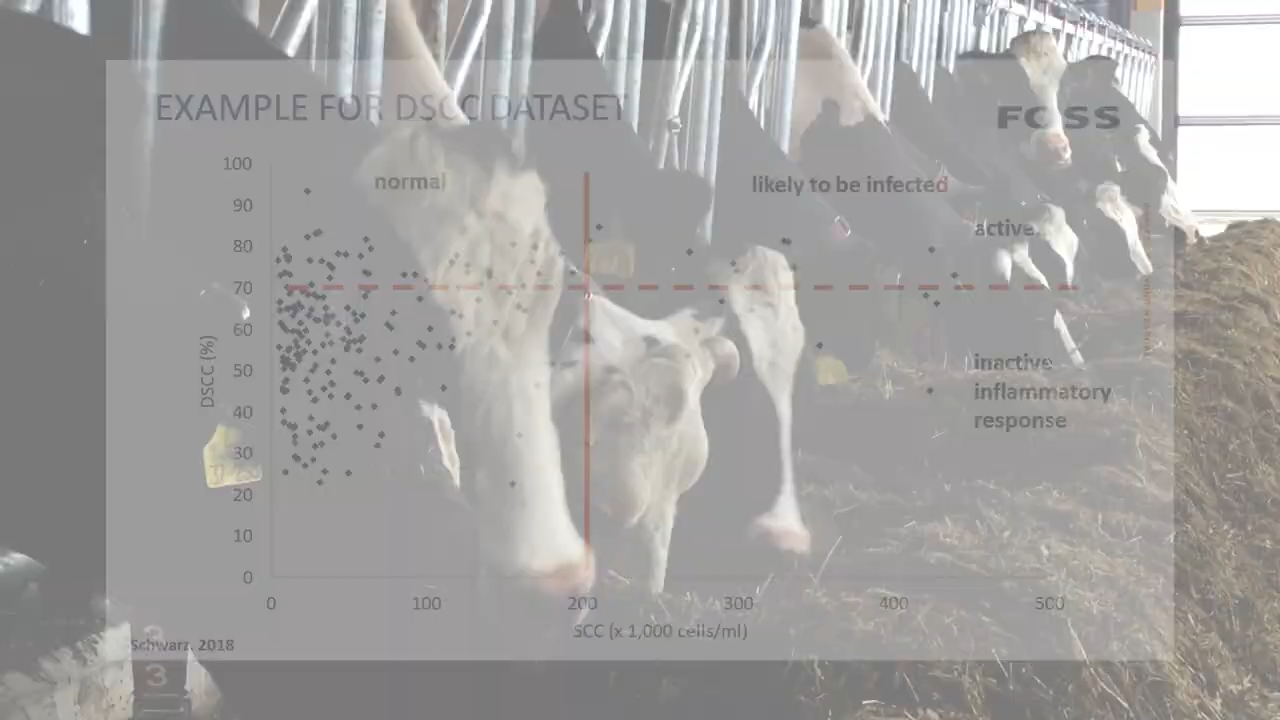 EXAMPLE FOR DSCC DATASET
FOSS
normal
likely to be infected
active
inactive
inflammatory
response
DSCC (%)
100
90
80
70
60
50
40
30
20
10
0
0 100 200 300 400 500
SCC (x 1,000 cells/ml)
Schwarz, 2018
3